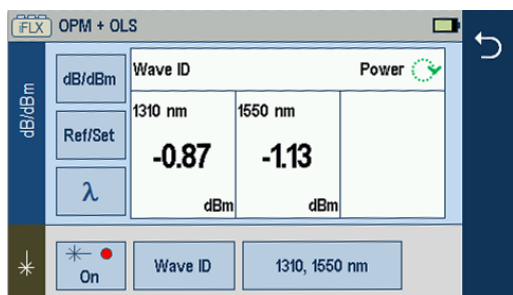 iFLX OPM + OLS
dB/dBm
dB/dBm
Ref/Set
λ
Wave ID Power
1310 nm 1550 nm
-0.87 -1.13
dBm dBm
On
Wave ID
1310, 1550 nm